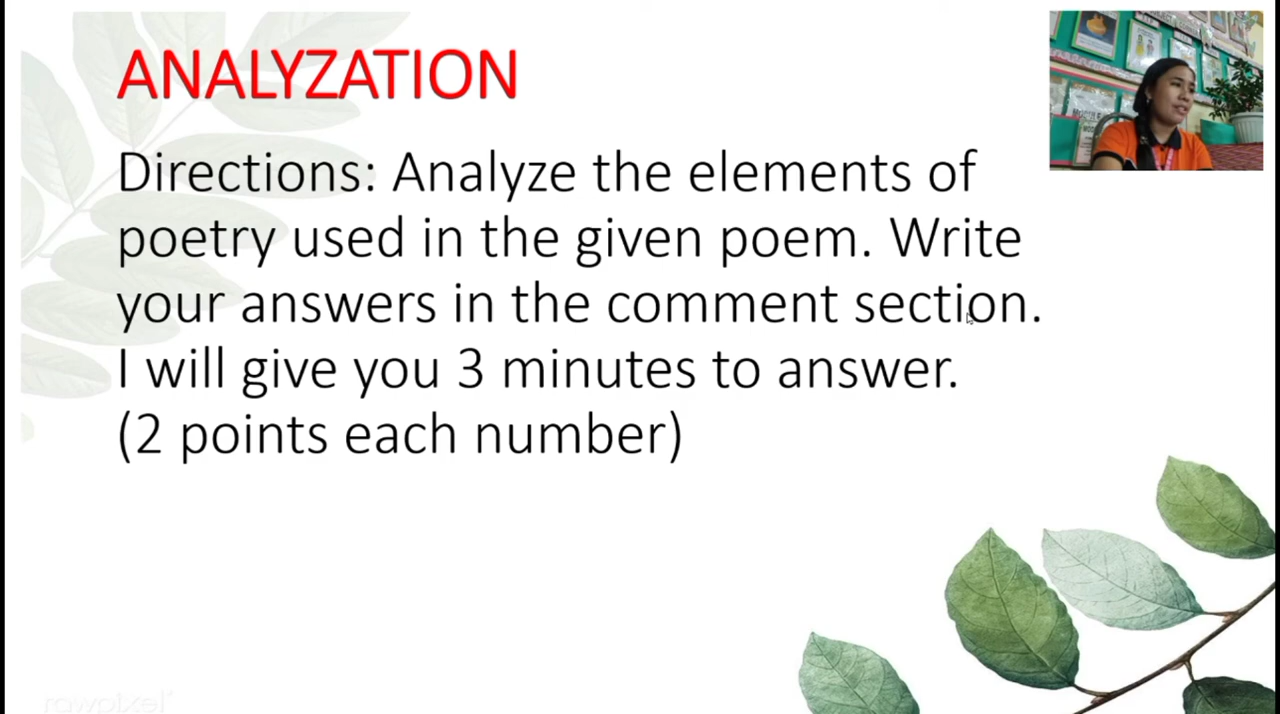 ANALYZATION
Directions: Analyze the elements of
poetry used in the given poem. Write
your answers in the comment section.
I will give you 3 minutes to answer.
(2 points each number)
rawpixel